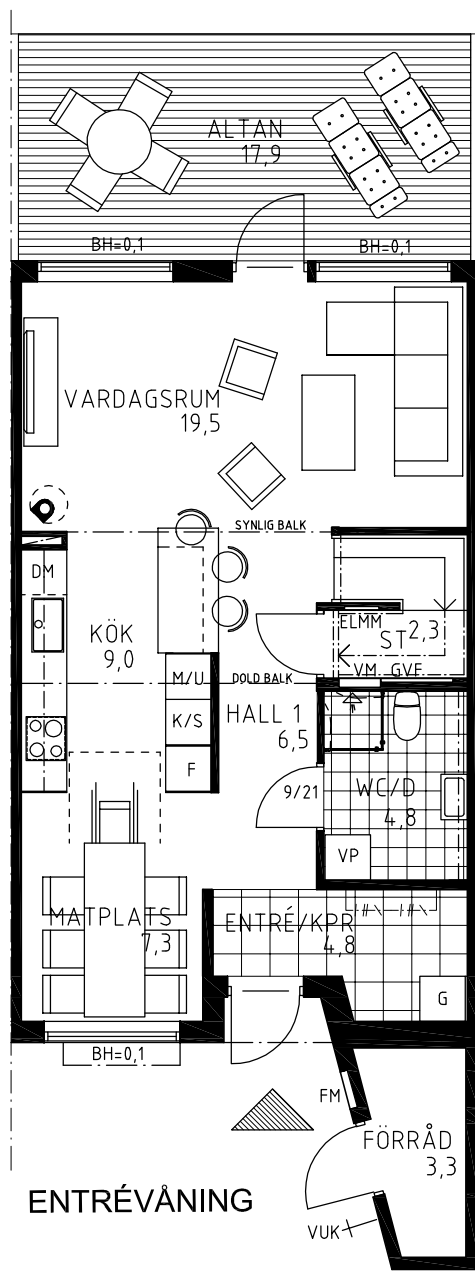 ALTAN
17,9
BH=0,1
BH=0,1
VARDAGSRUM
19,5
SYNLIG BALK
DM
ELMM
KÖK
9,0
ST 2,3
M/U
DOLD BALK
VM GVF
K/S
HALL 1
6,5
F
9/21
WC/D
4,8
VP
MATPLATS
7,3
ENTRÉ/KPR
4,8
G
BH=0,1
FM
FÖRRÅD
3,3
ENTRÉVÅNING
VUK